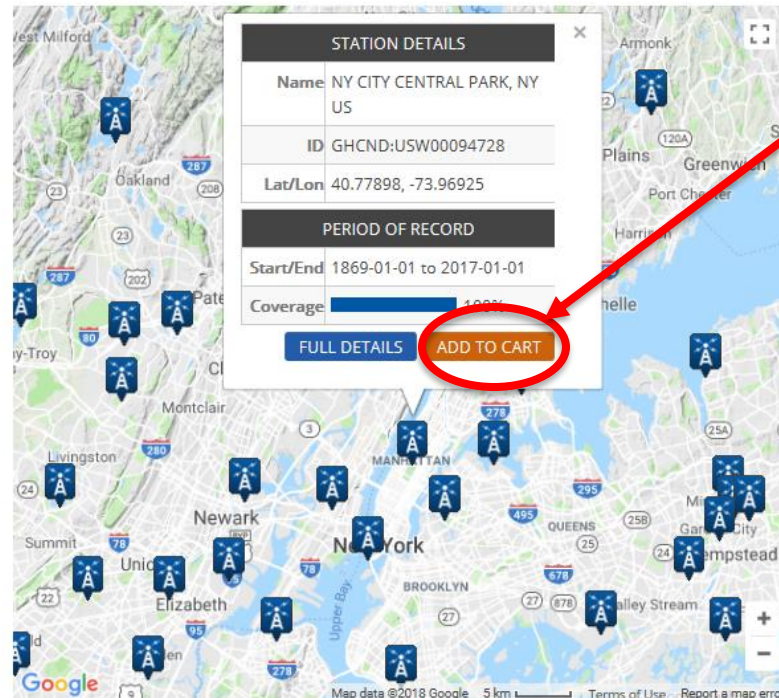 West Milford
Armonk
STATION DETAILS
×
Name NY CITY CENTRAL PARK, NY
US
ID GHCND:USW00094728
Lat/Lon 40.77898, -73.96925
PERIOD OF RECORD
Start/End 1869-01-01 to 2017-01-01
Coverage 100%
FULL DETAILS ADD TO CART
287
Oakland
208
23
120A
Plains
Greenwich
Port Chester
23
Harrison
287
202
80
Montclair
278
3
25A
Livingston
280
MANHATTAN
24
295
Newark
495
QUEENS
25B
Garden City
Summit
78
New York
25
24
Hempstead
78
678
22
BROOKLYN
Elizabeth
Upper Bay
27
27
878
Valley Stream
95
+
278
−
Google
9
Map data ©2018 Google 5 km Terms of Use Report a map error